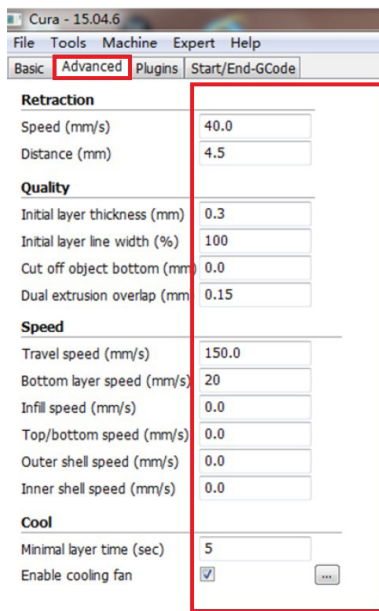 Cura - 15.04.6
File Tools Machine Expert Help
Basic Advanced Plugins Start/End-GCode
Retraction
Speed (mm/s) 40.0
Distance (mm) 4.5
Quality
Initial layer thickness (mm) 0.3
Initial layer line width (%) 100
Cut off object bottom (mm) 0.0
Dual extrusion overlap (mm 0.15
Speed
Travel speed (mm/s) 150.0
Bottom layer speed (mm/s) 20
Infill speed (mm/s) 0.0
Top/bottom speed (mm/s) 0.0
Outer shell speed (mm/s) 0.0
Inner shell speed (mm/s) 0.0
Cool
Minimal layer time (sec) 5
Enable cooling fan ...